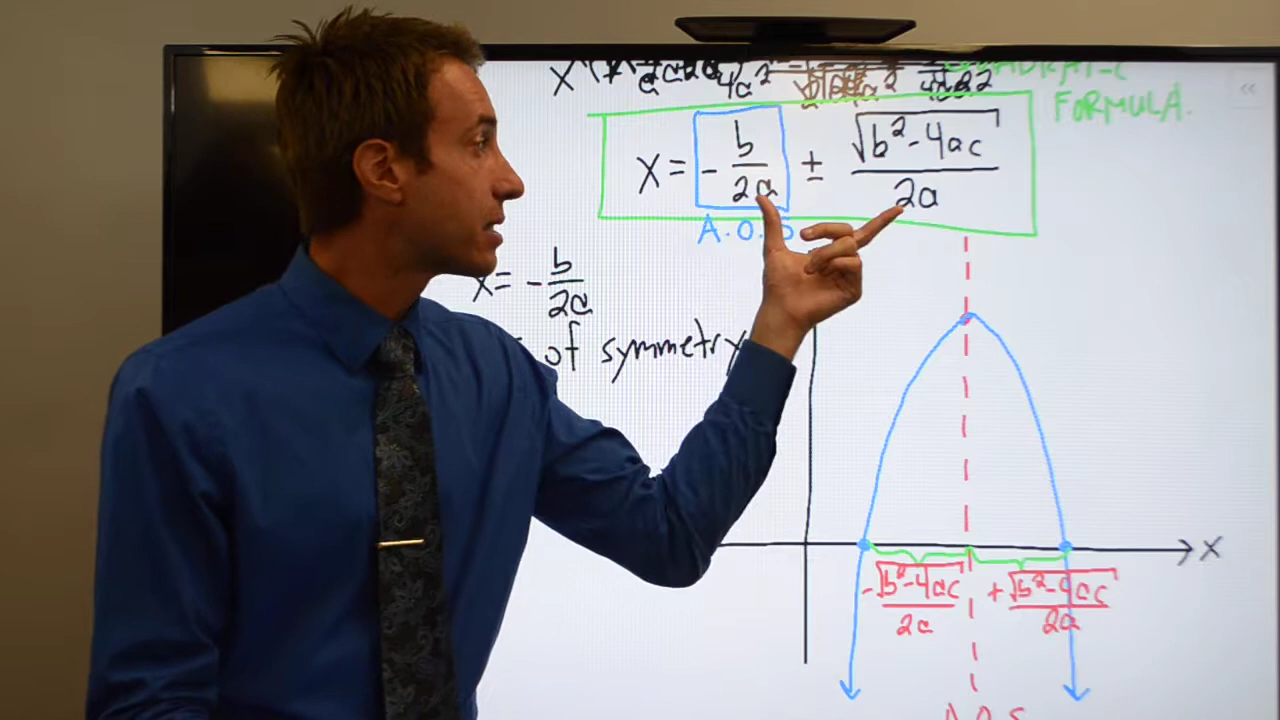 FORMULA.
x = - b/2a ± √(b² - 4ac)/2a
A.O.S
x = - b/2a
of symmetry
x
-√(b² - 4ac)/2a +√(b² - 4ac)/2a
A.O.S